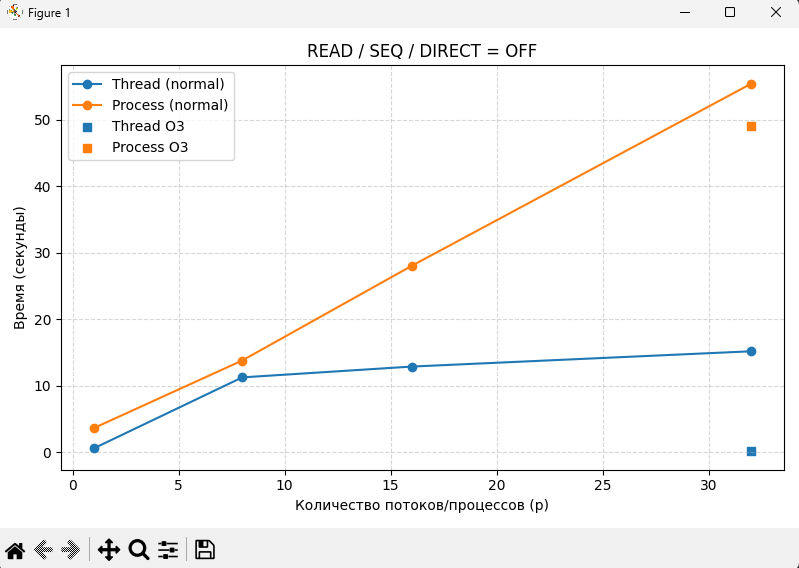 Figure 1
READ / SEQ / DIRECT = OFF
Thread (normal)
Process (normal)
Thread O3
Process O3
Время (секунды)
50
40
30
20
10
0
0 5 10 15 20 25 30
Количество потоков/процессов (p)